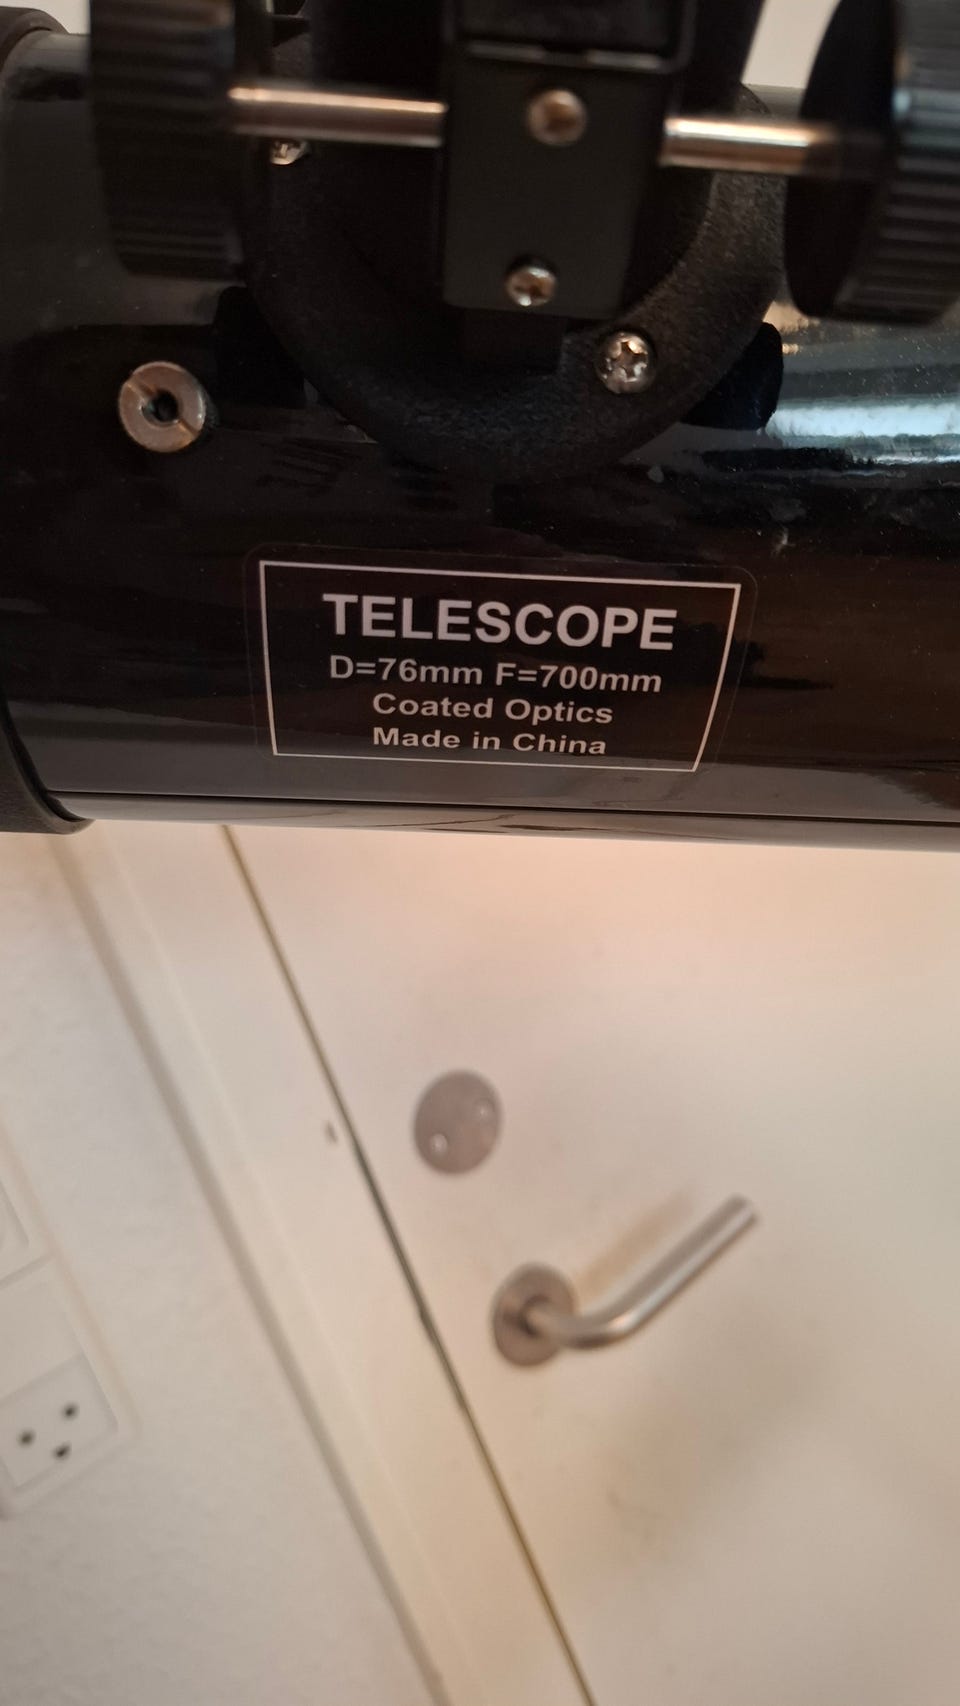 TELESCOPE
D=76mm F=700mm
Coated Optics
Made in China